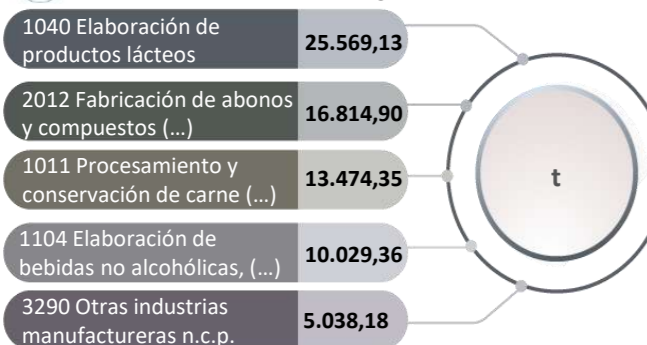 1040 Elaboración de
productos lácteos
25.569,13
2012 Fabricación de abonos
y compuestos (...)
16.814,90
1011 Procesamiento y
conservación de carne (...)
13.474,35
1104 Elaboración de
bebidas no alcohólicas, (...)
10.029,36
3290 Otras industrias
manufactureras n.c.p.
5.038,18
t